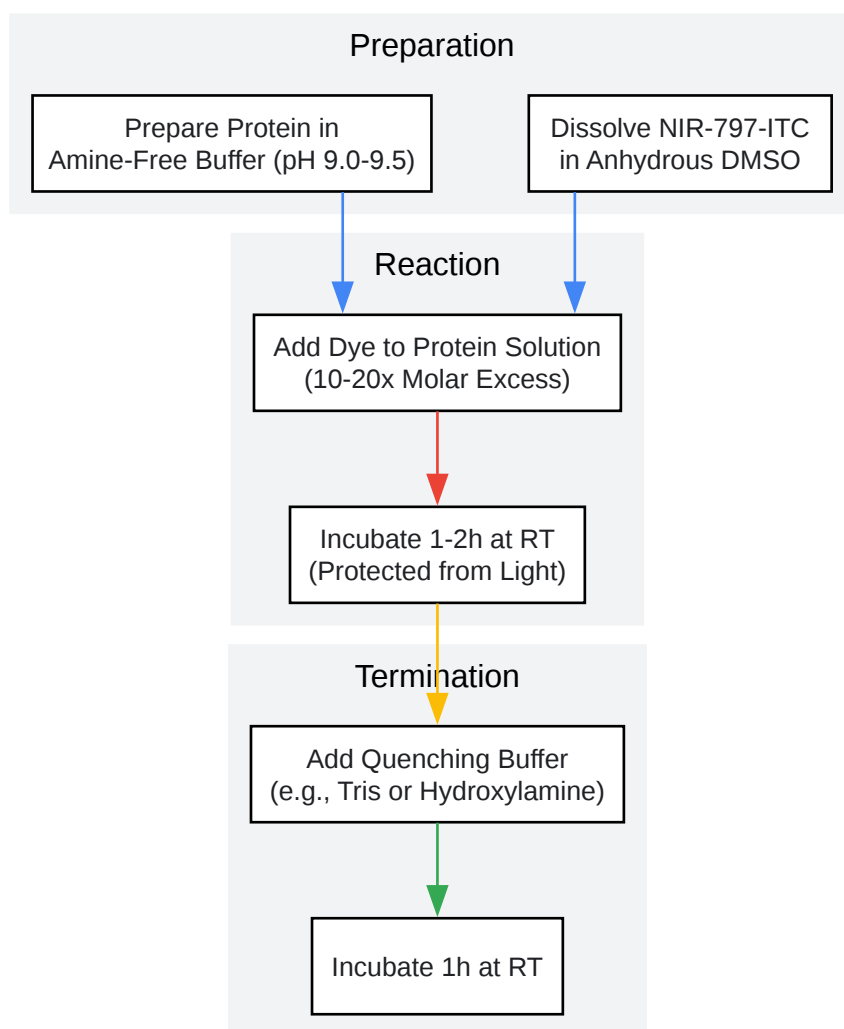 Preparation
Prepare Protein in
Amine-Free Buffer (pH 9.0-9.5)
Dissolve NIR-797-ITC
in Anhydrous DMSO
Reaction
Add Dye to Protein Solution
(10-20x Molar Excess)
Incubate 1-2h at RT
(Protected from Light)
Termination
Add Quenching Buffer
(e.g., Tris or Hydroxylamine)
Incubate 1h at RT